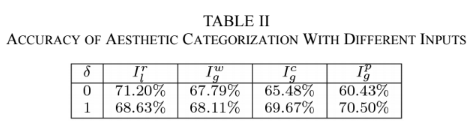 TABLE II
ACCURACY OF AESTHETIC CATEGORIZATION WITH DIFFERENT INPUTS
δ I_l^r I_g^w I_g^c I_g^p
0 71.20% 67.79% 65.48% 60.43%
1 68.63% 68.11% 69.67% 70.50%